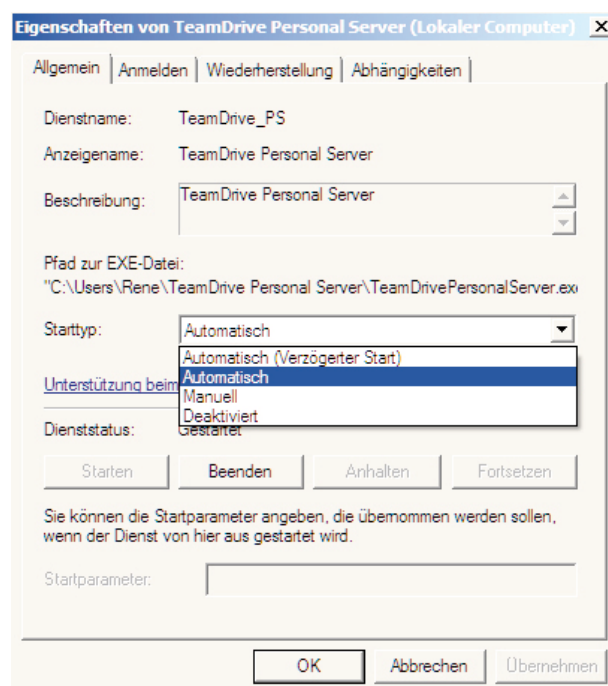 Eigenschaften von TeamDrive Personal Server (Lokaler Computer)
Allgemein Anmelden Wiederherstellung Abhängigkeiten
Dienstname: TeamDrive_PS
Anzeigename: TeamDrive Personal Server
Beschreibung: TeamDrive Personal Server
Pfad zur EXE-Datei:
"C:\Users\Rene\TeamDrive Personal Server\TeamDrivePersonalServer.exe
Starttyp: Automatisch
Automatisch (Verzögerter Start)
Automatisch
Unterstützung beim
Manuell
Deaktiviert
Dienststatus: Gestartet
Starten Beenden Anhalten Fortsetzen
Sie können die Startparameter angeben, die übernommen werden sollen,
wenn der Dienst von hier aus gestartet wird.
Startparameter:
OK Abbrechen Übernehmen